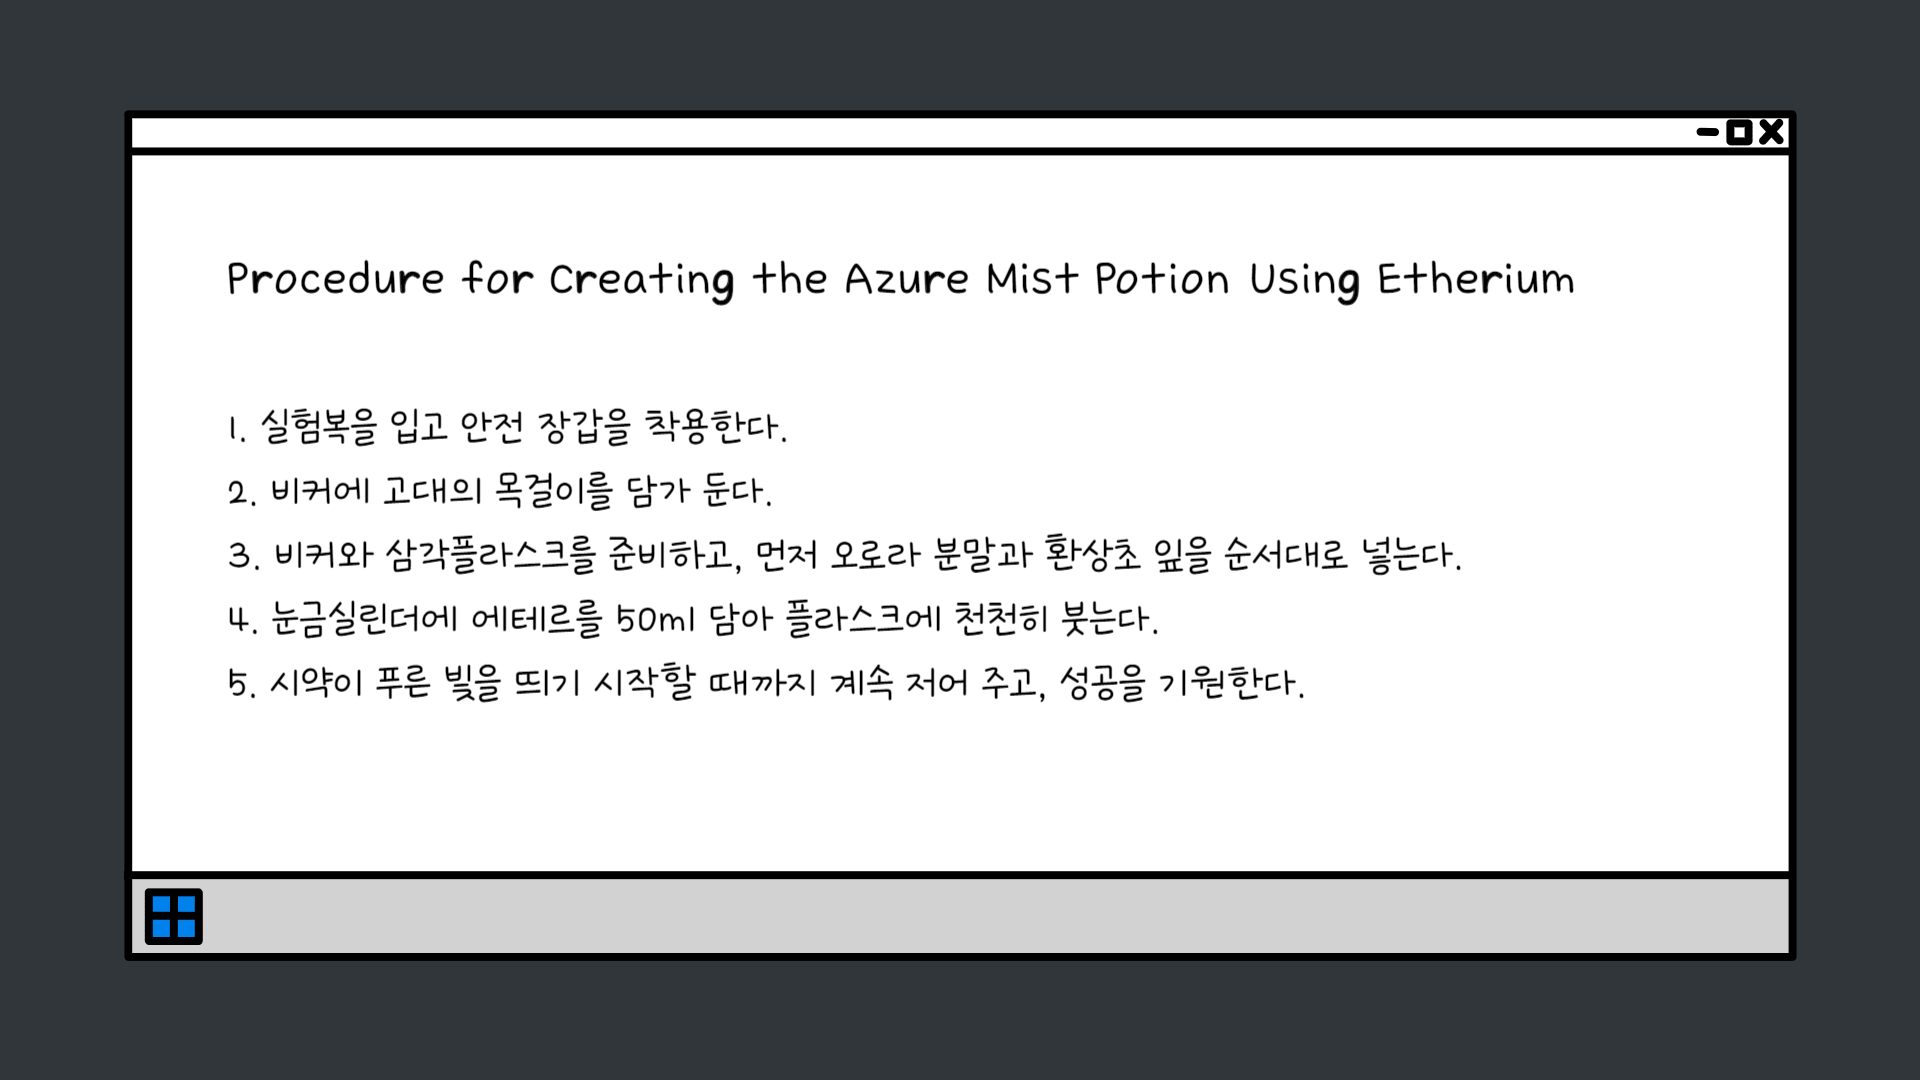 Procedure for Creating the Azure Mist Potion Using Etherium
1. 실험복을 입고 안전 장갑을 착용한다.
2. 비커에 고대의 목걸이를 담가 둔다.
3. 비커와 삼각플라스크를 준비하고, 먼저 오로라 분말과 환상초 잎을 순서대로 넣는다.
4. 눈금실린더에 에테르를 50ml 담아 플라스크에 천천히 붓는다.
5. 시약이 푸른 빛을 띄기 시작할 때까지 계속 저어 주고, 성공을 기원한다.